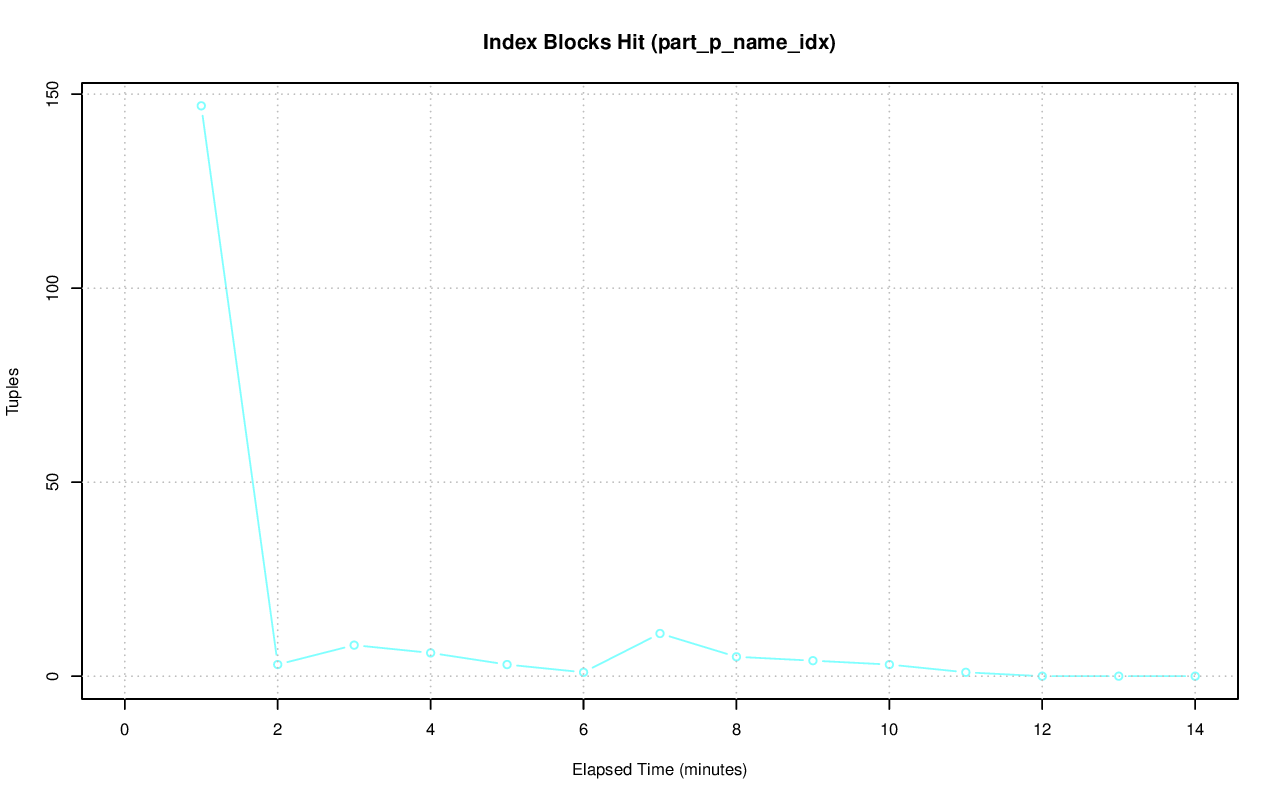 Index Blocks Hit (part_p_name_idx)
150
100
50
0
Tuples
0 2 4 6 8 10 12 14
Elapsed Time (minutes)